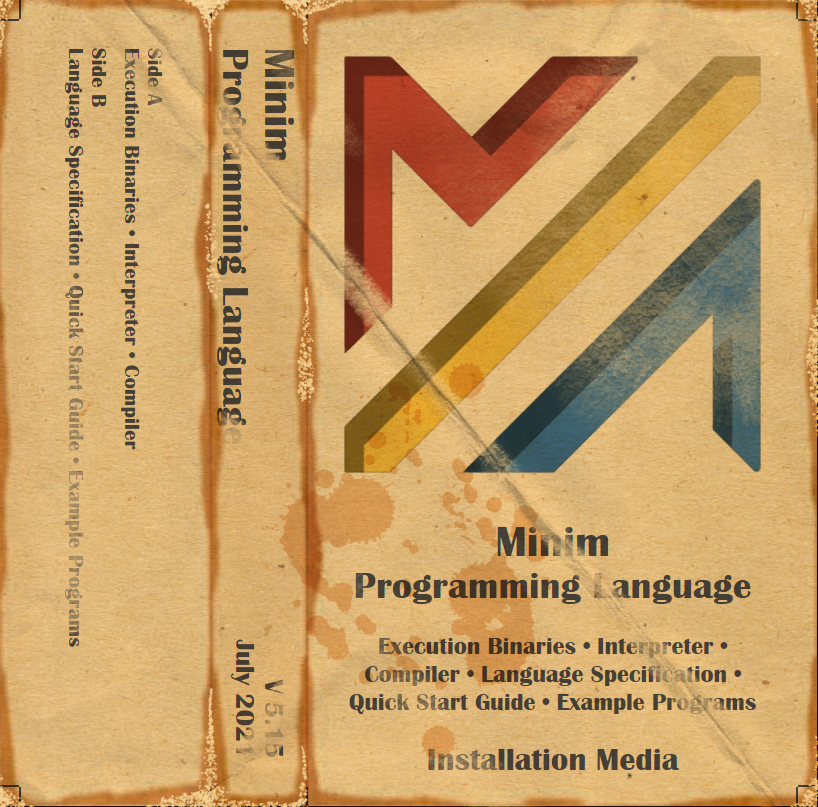 Side A
Execution Binaries • Interpreter • Compiler
Side B
Language Specification • Quick Start Guide • Example Programs
Minim
Programming Language
V 5.15
July 2021
Minim
Programming Language
Execution Binaries • Interpreter •
Compiler • Language Specification •
Quick Start Guide • Example Programs
Installation Media